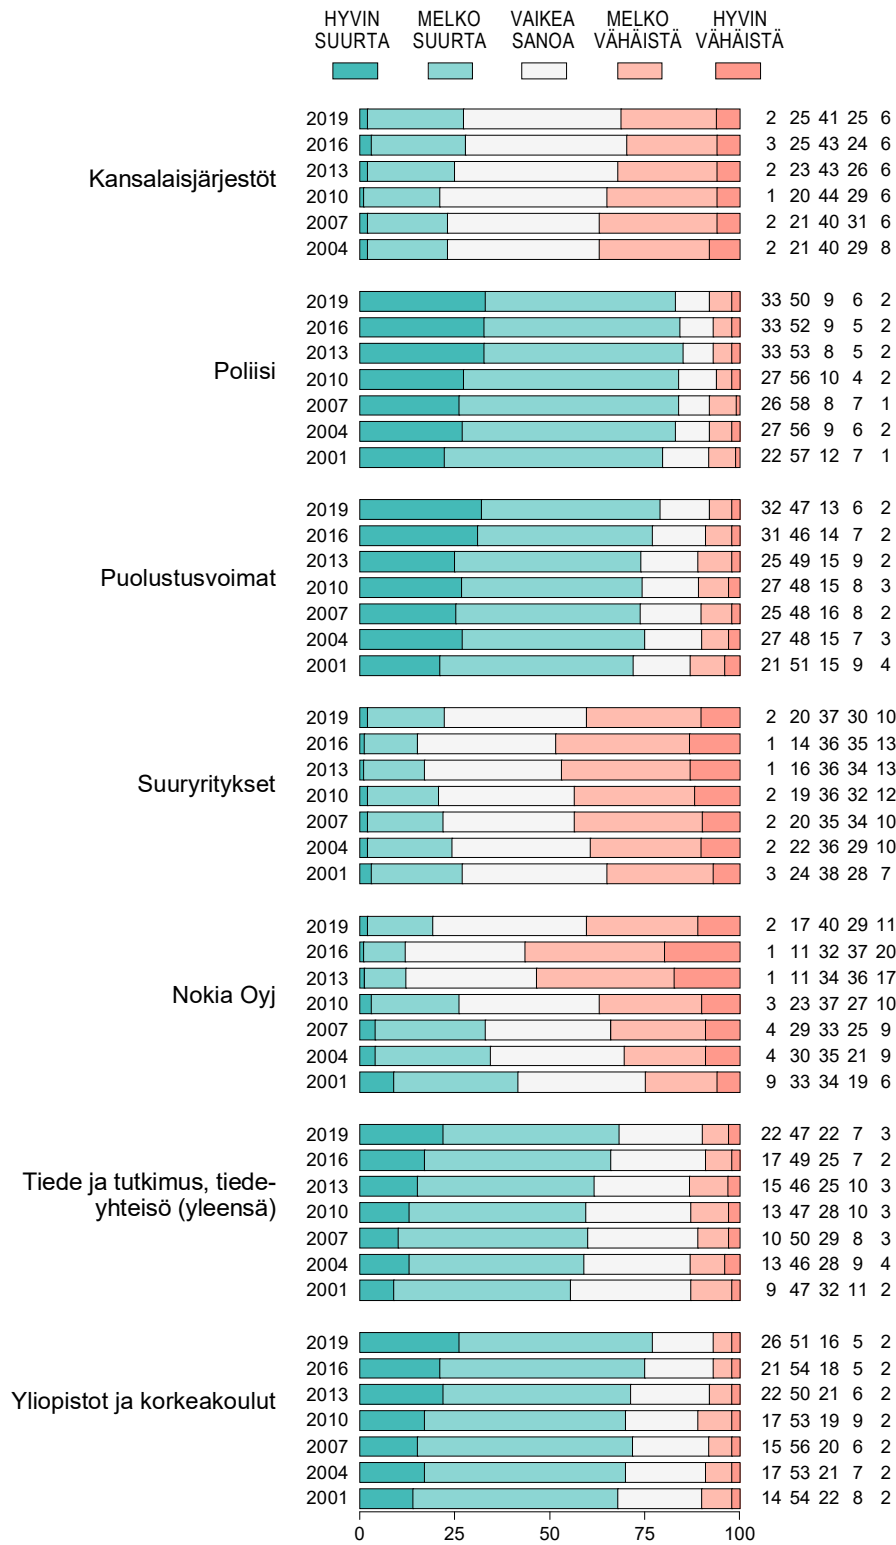 HYVIN SUURTA
MELKO SUURTA
VAIKEA SANOA
MELKO VÄHÄISTÄ
HYVIN VÄHÄISTÄ
Kansalaisjärjestöt
2019 2 25 41 25 6
2016 3 25 43 24 6
2013 2 23 43 26 6
2010 1 20 44 29 6
2007 2 21 40 31 6
2004 2 21 40 29 8
Poliisi
2019 33 50 9 6 2
2016 33 52 9 5 2
2013 33 53 8 5 2
2010 27 56 10 4 2
2007 26 58 8 7 1
2004 27 56 9 6 2
2001 22 57 12 7 1
Puolustusvoimat
2019 32 47 13 6 2
2016 31 46 14 7 2
2013 25 49 15 9 2
2010 27 48 15 8 3
2007 25 48 16 8 2
2004 27 48 15 7 3
2001 21 51 15 9 4
Suuryritykset
2019 2 20 37 30 10
2016 1 14 36 35 13
2013 1 16 36 34 13
2010 2 19 36 32 12
2007 2 20 35 34 10
2004 2 22 36 29 10
2001 3 24 38 28 7
Nokia Oyj
2019 2 17 40 29 11
2016 1 11 32 37 20
2013 1 11 34 36 17
2010 3 23 37 27 10
2007 4 29 33 25 9
2004 4 30 35 21 9
2001 9 33 34 19 6
Tiede ja tutkimus, tiede-
yhteisö (yleensä)
2019 22 47 22 7 3
2016 17 49 25 7 2
2013 15 46 25 10 3
2010 13 47 28 10 3
2007 10 50 29 8 3
2004 13 46 28 9 4
2001 9 47 32 11 2
Yliopistot ja korkeakoulut
2019 26 51 16 5 2
2016 21 54 18 5 2
2013 22 50 21 6 2
2010 17 53 19 9 2
2007 15 56 20 6 2
2004 17 53 21 7 2
2001 14 54 22 8 2
0 25 50 75 100